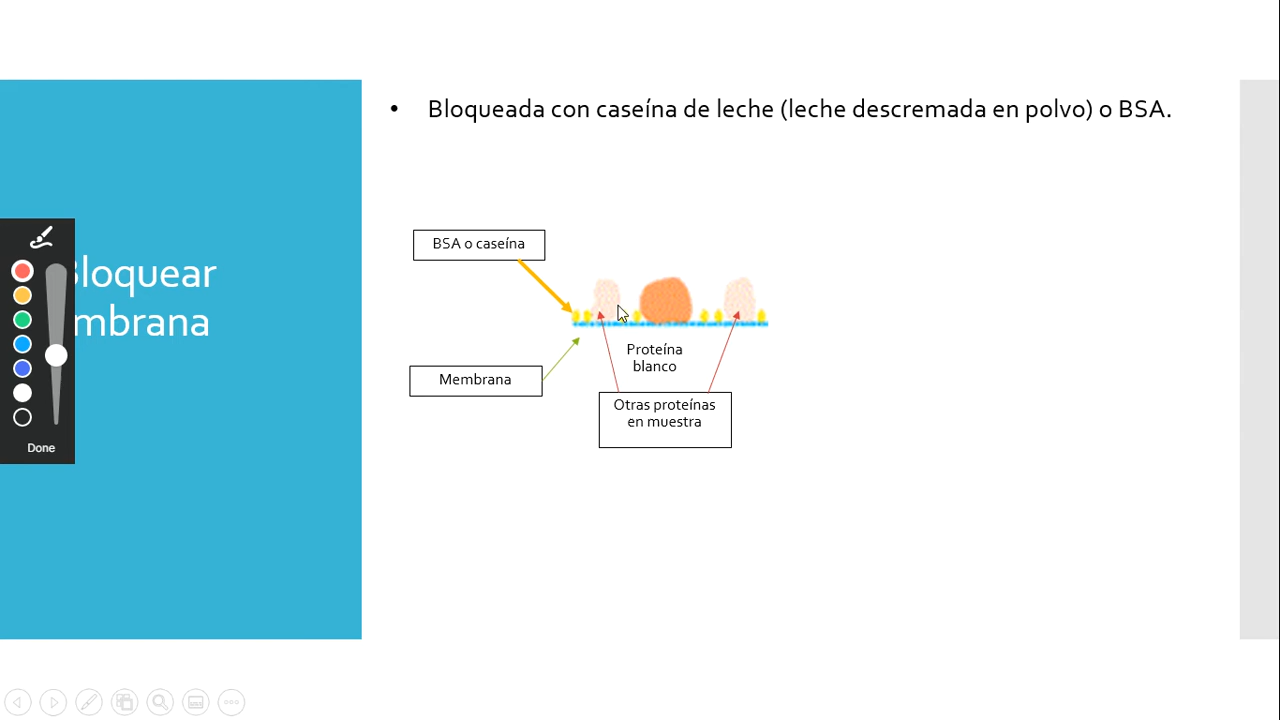 • Bloqueada con caseína de leche (leche descremada en polvo) o BSA.
Bloquear
mbrana
BSA o caseína
Membrana
Proteína
blanco
Otras proteínas
en muestra
Done